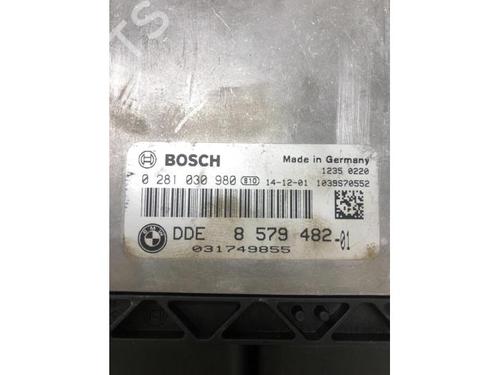 BOSCH Made in Germany
1235 0220
0 281 030 980 810 14-12-01 1039S70552
DDE 8 579 482-01
031749855